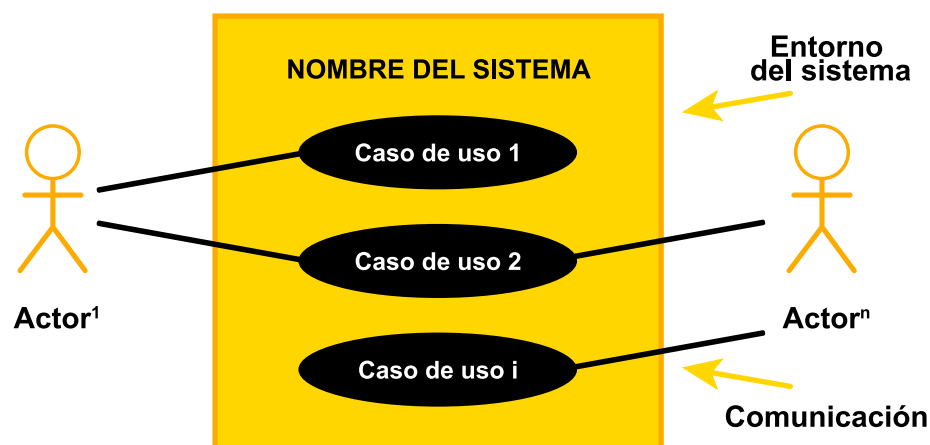 NOMBRE DEL SISTEMA
Entorno
del sistema
Caso de uso 1
Caso de uso 2
Actor¹
Actorⁿ
Caso de uso i
Comunicación